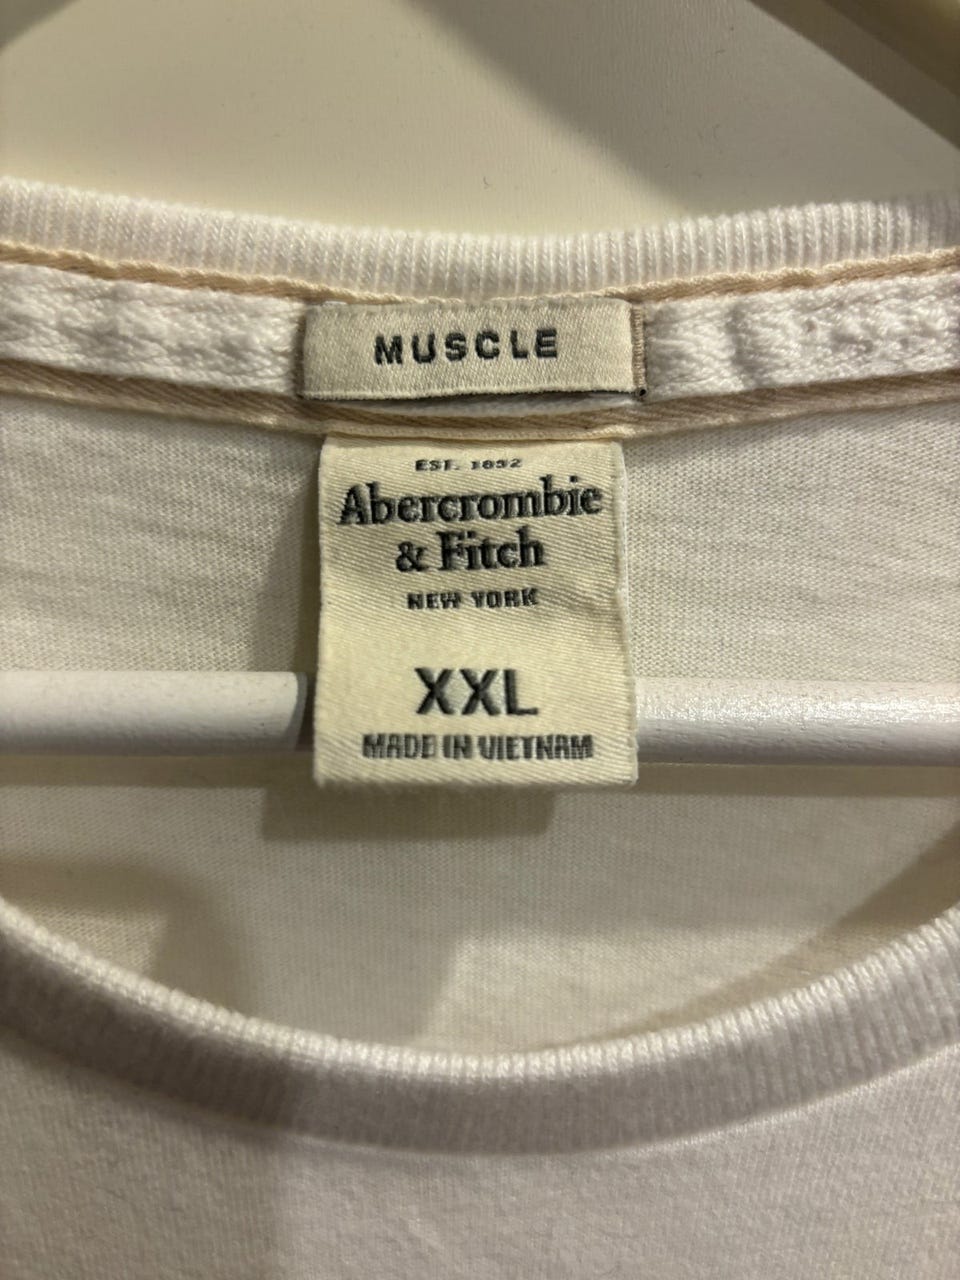 MUSCLE
EST. 1892
Abercrombie
& Fitch
NEW YORK
XXL
MADE IN VIETNAM